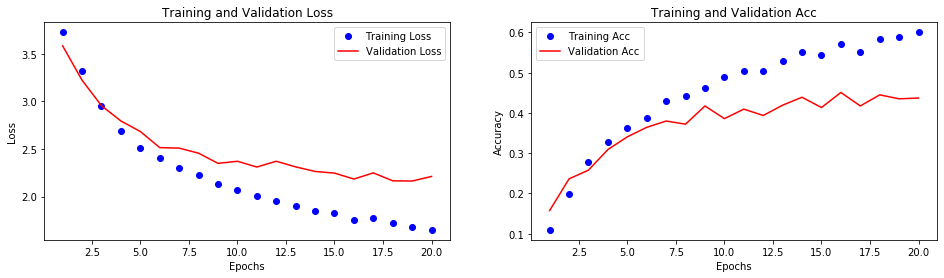 Training and Validation Loss
Training Loss
Validation Loss
3.5
3.0
2.5
2.0
Loss
2.5 5.0 7.5 10.0 12.5 15.0 17.5 20.0
Epochs
Training and Validation Acc
Training Acc
Validation Acc
0.6
0.5
0.4
0.3
0.2
0.1
Accuracy
2.5 5.0 7.5 10.0 12.5 15.0 17.5 20.0
Epochs